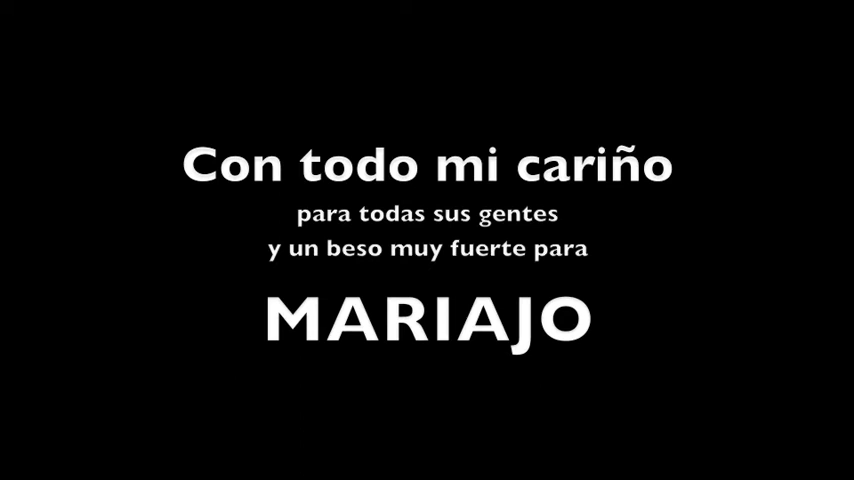 Con todo mi cariño
para todas sus gentes
y un beso muy fuerte para
MARIAJO